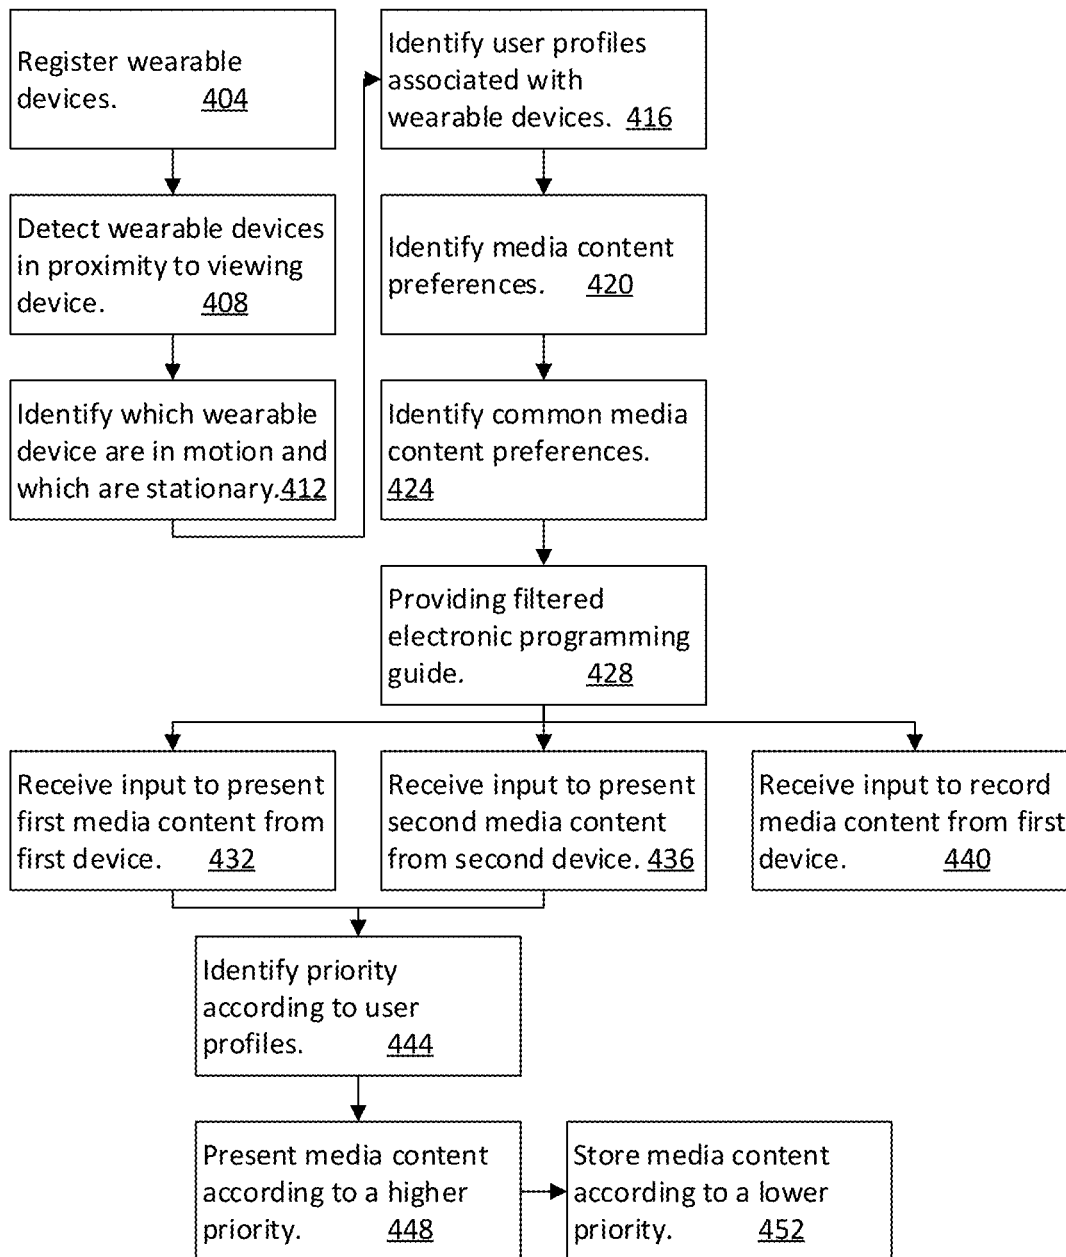 Register wearable
devices. 404
Detect wearable devices
in proximity to viewing
device. 408
Identify which wearable
device are in motion and
which are stationary.412
Identify user profiles
associated with
wearable devices. 416
Identify media content
preferences. 420
Identify common media
content preferences.
424
Providing filtered
electronic programming
guide. 428
Receive input to present
first media content from
first device. 432
Receive input to present
second media content
from second device. 436
Receive input to record
media content from first
device. 440
Identify priority
according to user
profiles. 444
Present media content
according to a higher
priority. 448
Store media content
according to a lower
priority. 452